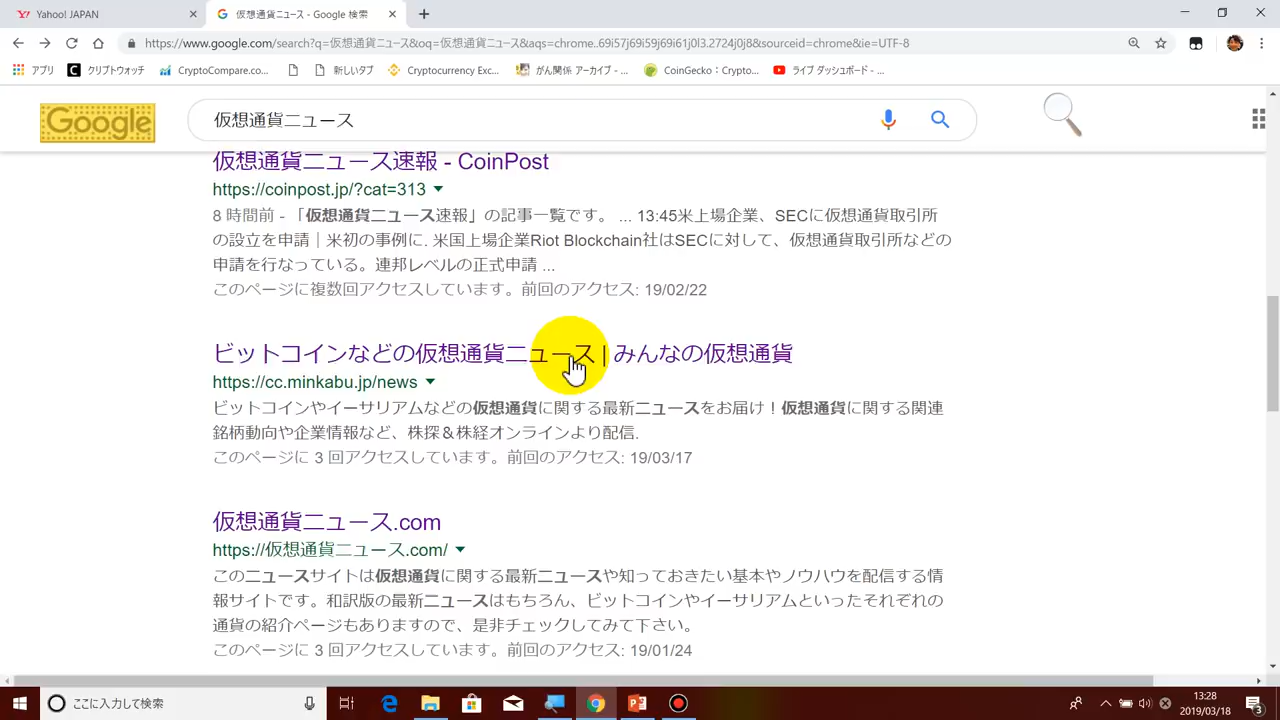 Yahoo! JAPAN
仮想通貨ニュース - Google 検索
https://www.google.com/search?q=仮想通貨ニュース&oq=仮想通貨ニュース&aqs=chrome..69i57j69i59j69i61j0l3.2724j0j8&sourceid=chrome&ie=UTF-8
アプリ
クリプトウォッチ
CryptoCompare.co...
新しいタブ
Cryptocurrency Exc...
がん関係 アーカイブ - ...
CoinGecko: Crypto...
ライブ ダッシュボード - ...
Google
仮想通貨ニュース
仮想通貨ニュース速報 - CoinPost
https://coinpost.jp/?cat=313
8 時間前 - 「仮想通貨ニュース速報」の記事一覧です。 ... 13:45米上場企業、SECに仮想通貨取引所
の設立を申請｜米初の事例に. 米国上場企業Riot Blockchain社はSECに対して、仮想通貨取引所などの
申請を行なっている。連邦レベルの正式申請 ...
このページに複数回アクセスしています。前回のアクセス: 19/02/22
ビットコインなどの仮想通貨ニュース | みんなの仮想通貨
https://cc.minkabu.jp/news
ビットコインやイーサリアムなどの仮想通貨に関する最新ニュースをお届け！仮想通貨に関する関連
銘柄動向や企業情報など、株探＆株経オンラインより配信.
このページに 3 回アクセスしています。前回のアクセス: 19/03/17
仮想通貨ニュース.com
https://仮想通貨ニュース.com/
このニュースサイトは仮想通貨に関する最新ニュースや知っておきたい基本やノウハウを配信する情
報サイトです。和訳版の最新ニュースはもちろん、ビットコインやイーサリアムといったそれぞれの
通貨の紹介ページもありますので、是非チェックしてみて下さい。
このページに 3 回アクセスしています。前回のアクセス: 19/01/24
ここに入力して検索
13:28
2019/03/18
3